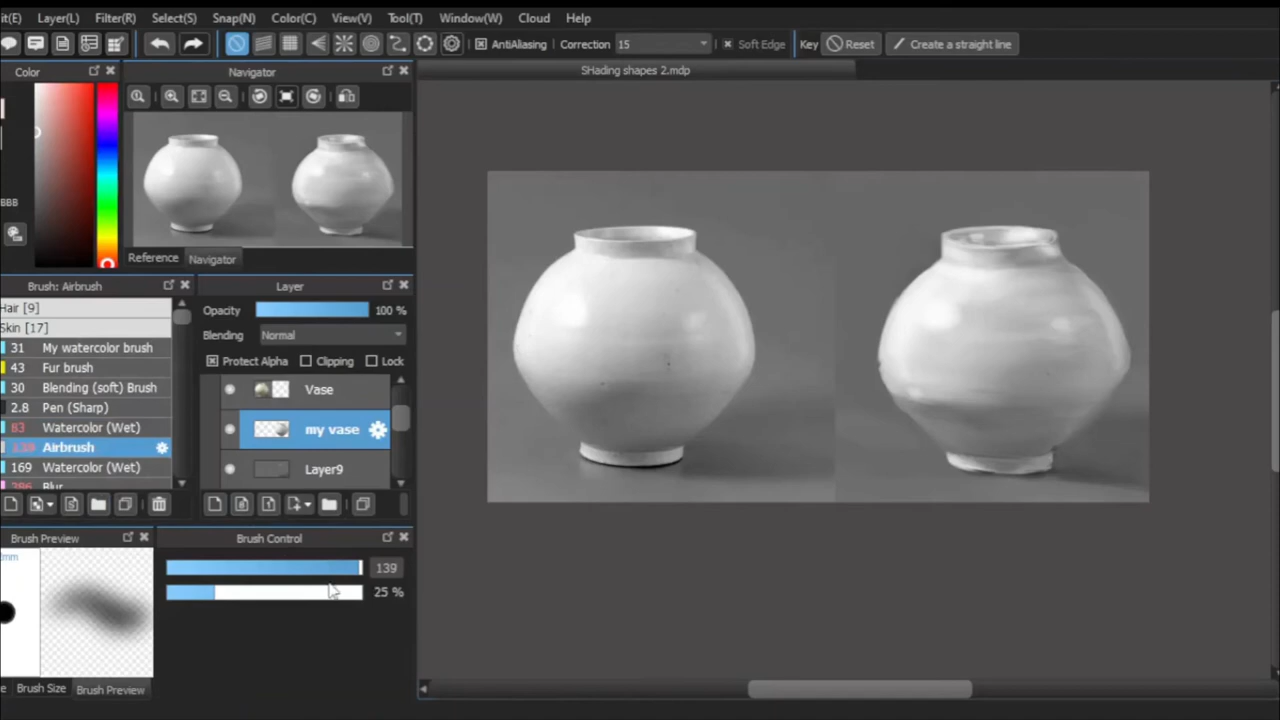 it(E) Layer(L) Filter(R) Select(S) Snap(N) Color(C) View(V) Tool(T) Window(W) Cloud Help
AntiAliasing Correction 15 Soft Edge Key Reset Create a straight line
Color
Navigator
SHading shapes 2.mdp
BBB
Reference Navigator
Brush: Airbrush
Hair [9]
Skin [17]
31 My watercolor brush
43 Fur brush
30 Blending (soft) Brush
2.8 Pen (Sharp)
83 Watercolor (Wet)
139 Airbrush
169 Watercolor (Wet)
286 Blur
Layer
Opacity 100 %
Blending Normal
Protect Alpha Clipping Lock
Vase
my vase
Layer9
Brush Preview
Brush Control
139
25 %
e Brush Size Brush Preview